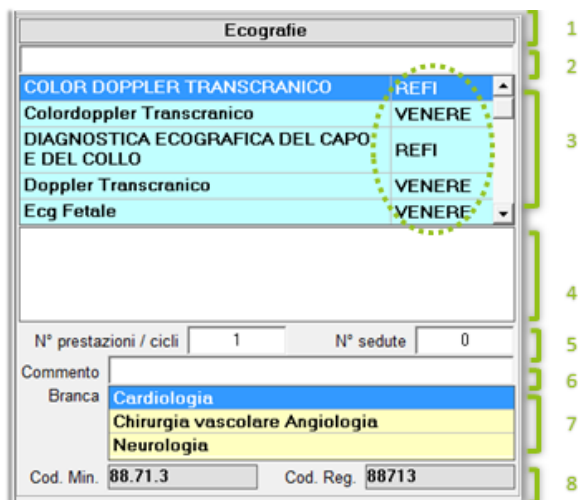 Ecografie 1
2
COLOR DOPPLER TRANSCRANICO REFI
Colordoppler Transcranico VENERE
DIAGNOSTICA ECOGRAFICA DEL CAPO
E DEL COLLO REFI 3
Doppler Transcranico VENERE
Ecg Fetale VENERE
4
N° prestazioni / cicli 1 N° sedute 0 5
Commento 6
Branca Cardiologia
Chirurgia vascolare Angiologia 7
Neurologia
Cod. Min. 88.71.3 Cod. Reg. 88713 8